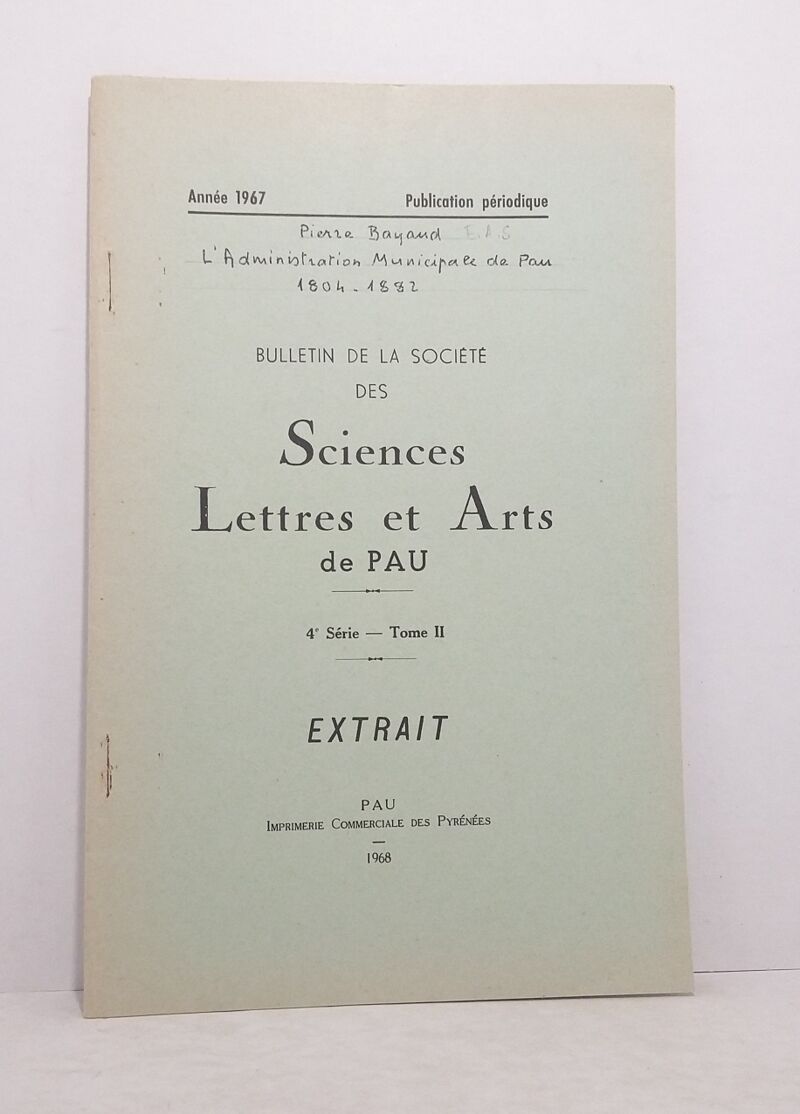 Année 1967 Publication périodique
Pierre Bayaud E.A.S
L'Administration Municipale de Pau
1804-1882
BULLETIN DE LA SOCIÉTÉ
DES
Sciences
Lettres et Arts
de PAU
4e Série — Tome II
EXTRAIT
PAU
IMPRIMERIE COMMERCIALE DES PYRÉNÉES
1968